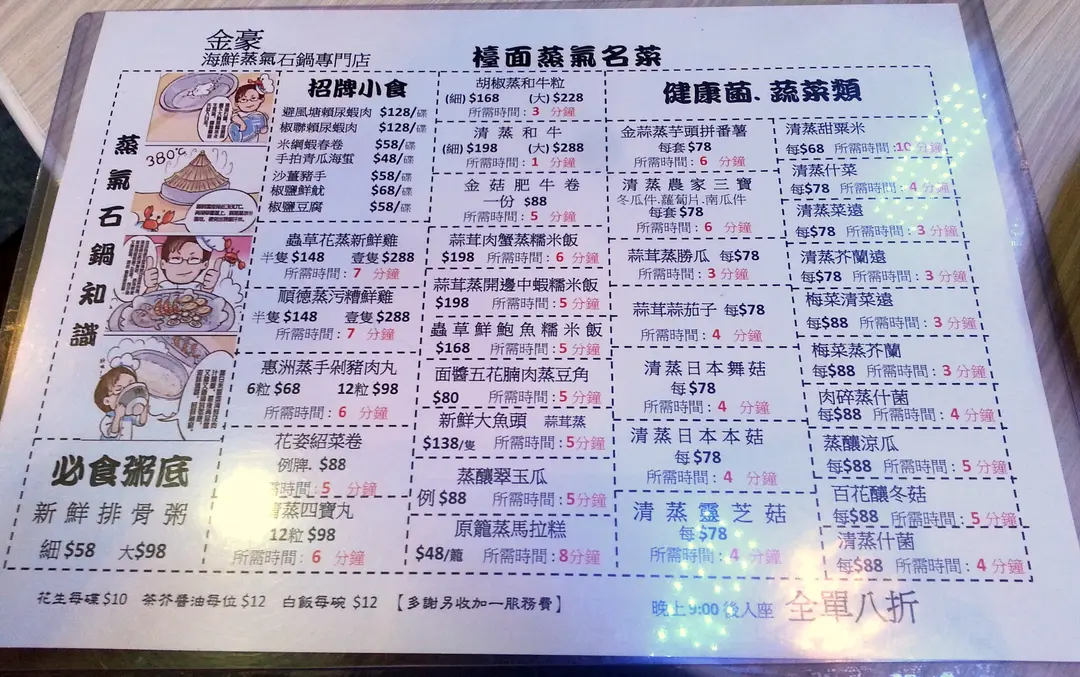 金豪
海鮮蒸氣石鍋專門店
檯面蒸氣名菜
蒸氣石鍋知識
380℃
招牌小食
避風塘賴尿蝦肉 $128/碟
椒聯賴尿蝦肉 $128/碟
米綱蝦春卷 $58/碟
手拍青瓜海蜇 $48/碟
沙薑豬手 $58/碟
椒鹽鮮魷 $68/碟
椒鹽豆腐 $58/碟
蟲草花蒸新鮮雞
半隻$148 壹隻$288
所需時間：7 分鐘
順德蒸污糟鮮雞
半隻$148 壹隻$288
所需時間：7 分鐘
惠洲蒸手剁豬肉丸
6粒$68 12粒$98
所需時間：6 分鐘
花姿紹菜卷
例牌. $88
需時間：5 分鐘
蒸四寶丸
12粒$98
所需時間：6 分鐘
必食粥底
新鮮排骨粥
細$58 大$98
胡椒蒸和牛粒
(細)$168 (大)$228
所需時間：3 分鐘
清蒸和牛
(細)$198 (大)$288
所需時間：1 分鐘
金菇肥牛卷
一份 $88
所需時間：5 分鐘
蒜茸肉蟹蒸糯米飯
$198 所需時間：6 分鐘
蒜茸蒸開邊中蝦糯米飯
$198 所需時間：5分鐘
蟲草鮮鮑魚糯米飯
$168 所需時間：5 分鐘
面醬五花腩肉蒸豆角
$80 所需時間：5 分鐘
新鮮大魚頭 蒜茸蒸
$138/隻 所需時間：5分鐘
蒸釀翠玉瓜
例$88 所需時間：5分鐘
原籠蒸馬拉糕
$48/籠 所需時間：8分鐘
健康菌.蔬菜類
金蒜蒸芋頭拼番薯
每套$78
所需時間：6 分鐘
清蒸農家三寶
冬瓜件.蘿蔔片.南瓜件
每套$78
所需時間：6 分鐘
蒜茸蒸勝瓜 每$78
所需時間：3分鐘
蒜茸蒜茄子 每$78
所需時間：4 分鐘
清蒸日本舞菇
每$78
所需時間：4 分鐘
清蒸日本本菇
每$78
所需時間：4 分鐘
清蒸靈芝菇
每$78
所需時間：4 分鐘
清蒸甜粟米
每$68 所需時間：10 分鐘
清蒸什菜
每$78 所需時間：4 分鐘
清蒸菜遠
每$78 所需時間：3 分鐘
清蒸芥蘭遠
每$78 所需時間：3 分鐘
梅菜清菜遠
每$88 所需時間：3 分鐘
梅菜蒸芥蘭
每$88 所需時間：3 分鐘
肉碎蒸什菌
每$88 所需時間：4 分鐘
蒸釀涼瓜
每$88 所需時間：5 分鐘
百花釀冬菇
每$88 所需時間：5 分鐘
清蒸什菌
每$88 所需時間：4 分鐘
花生每碟$10 茶芥醬油每位$12 白飯每碗 $12 【多謝另收加一服務費】
晚上9:00後入座 全單八折